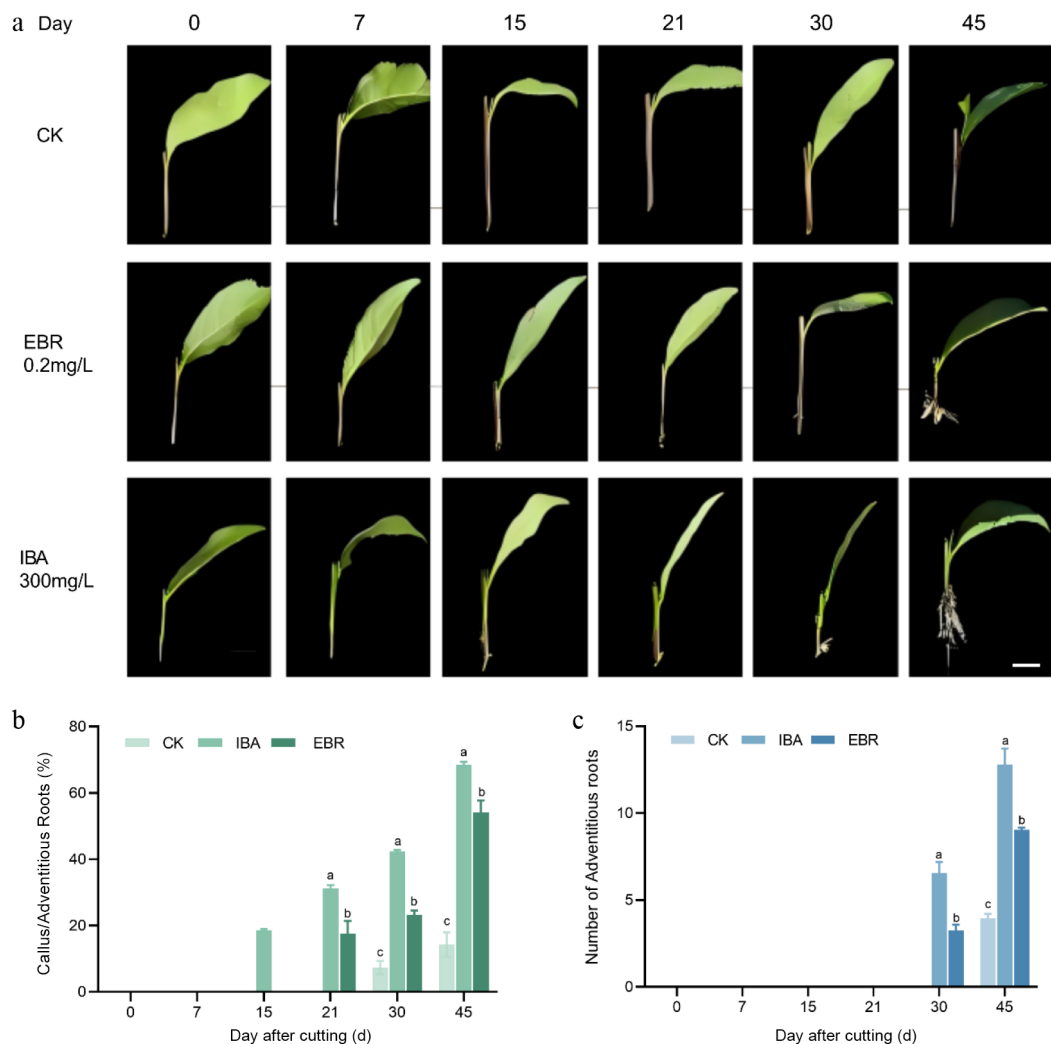 a Day 0 7 15 21 30 45
CK
EBR
0.2mg/L
IBA
300mg/L
b
80
60
40
20
0
Callus/Adventitious Roots (%)
CK IBA EBR
a
b
c
a
b
c
a
b
0 7 15 21 30 45
Day after cutting (d)
c
15
10
5
0
Number of Adventitious roots
CK IBA EBR
a
b
c
a
b
0 7 15 21 30 45
Day after cutting (d)